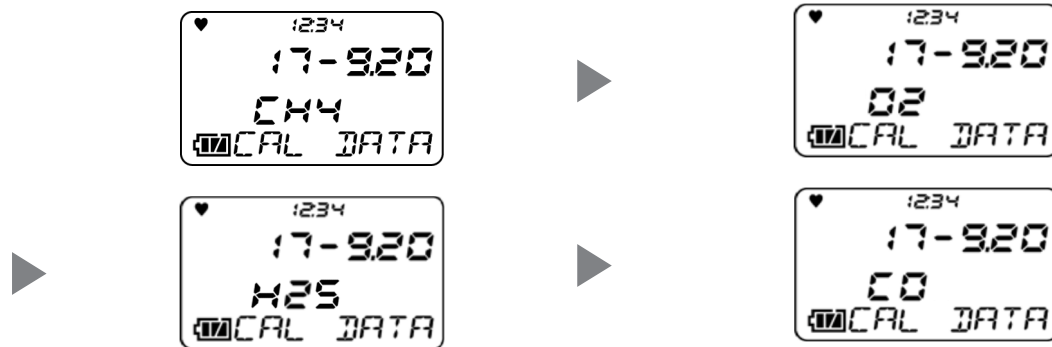 12:34
17-9.20
CH4
CAL DATA
12:34
17-9.20
O2
CAL DATA
12:34
17-9.20
H2S
CAL DATA
12:34
17-9.20
CO
CAL DATA